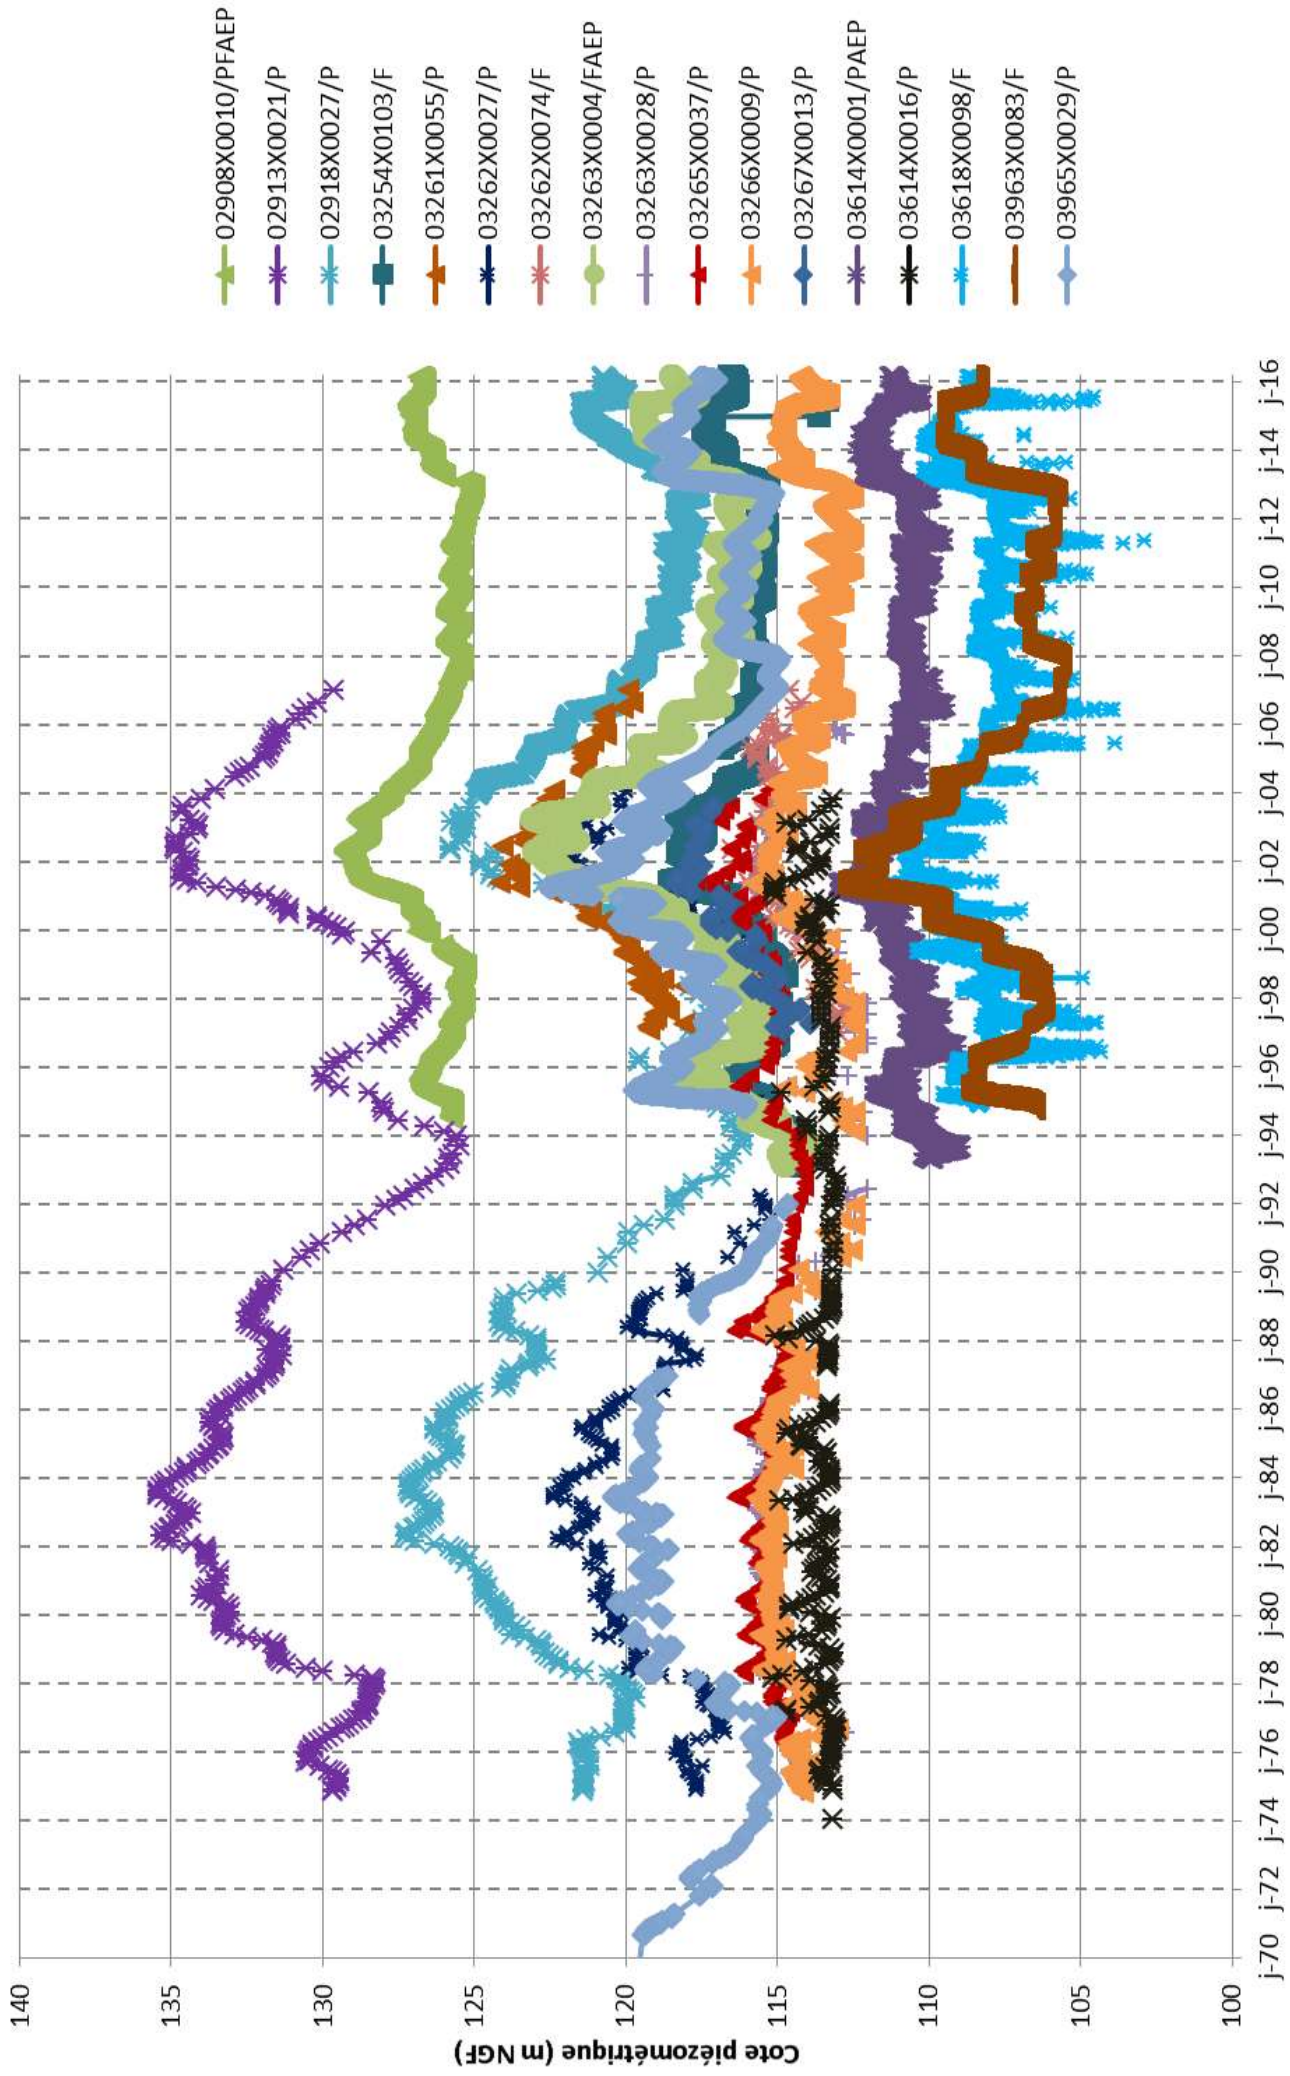 140
135
130
125
120
115
110
105
100
Cote piézométrique (m NGF)
j-70
j-72
j-74
j-76
j-78
j-80
j-82
j-84
j-86
j-88
j-90
j-92
j-94
j-96
j-98
j-00
j-02
j-04
j-06
j-08
j-10
j-12
j-14
j-16
02908X0010/PFAEP
02913X0021/P
02918X0027/P
03254X0103/F
03261X0055/P
03262X0027/P
03262X0074/F
03263X0004/FAEP
03263X0028/P
03265X0037/P
03266X0009/P
03267X0013/P
03614X0001/PAEP
03614X0016/P
03618X0098/F
03963X0083/F
03965X0029/P